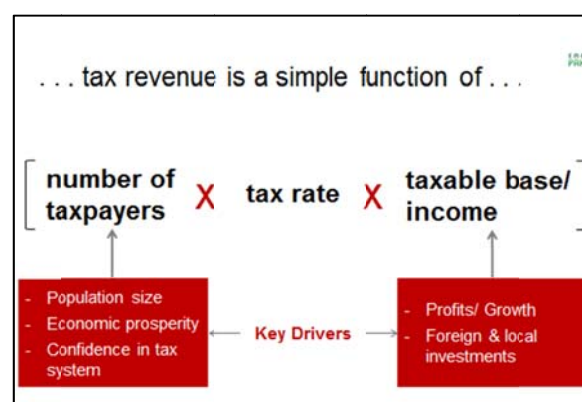 . . . tax revenue is a simple function of . . .
number of taxable base/
X tax rate X
taxpayers income
- Population size
- Economic prosperity
- Confidence in tax
system
Key Drivers
- Profits/ Growth
- Foreign & local
investments